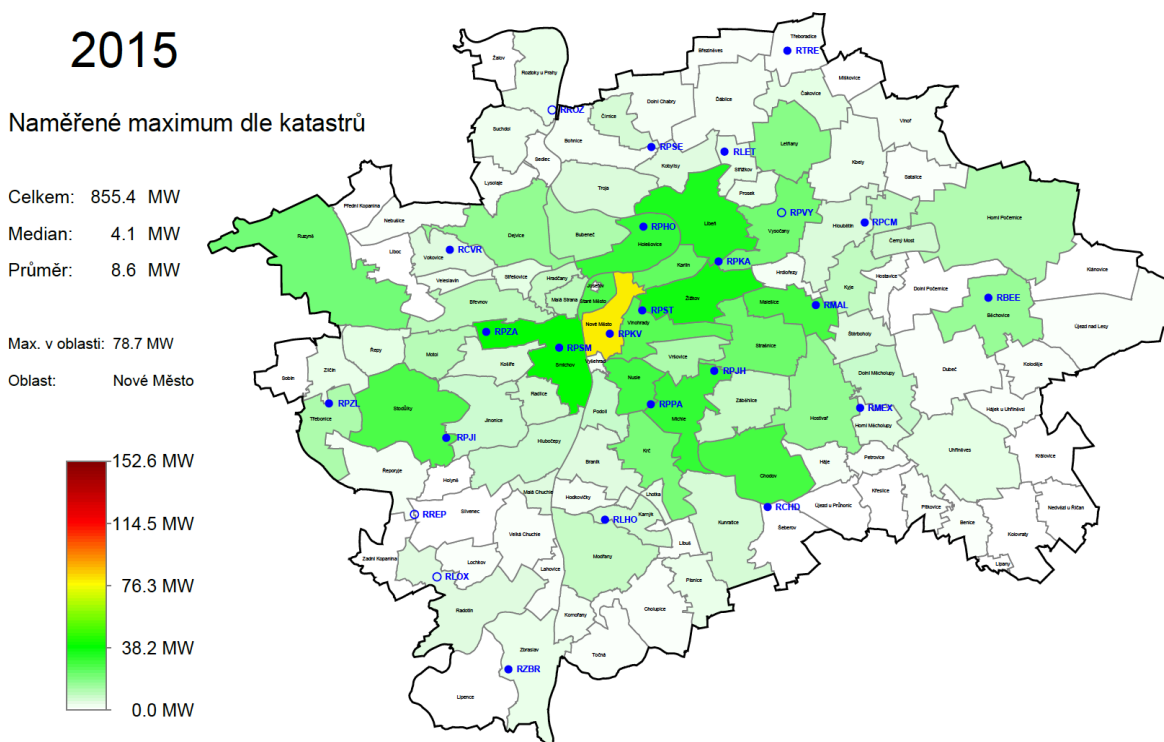 2015
Naměřené maximum dle katastrů
Celkem: 855.4 MW
Median: 4.1 MW
Průměr: 8.6 MW
Max. v oblasti: 78.7 MW
Oblast: Nové Město
152.6 MW
114.5 MW
76.3 MW
38.2 MW
0.0 MW
Třeboradice
RTRE
Březiněves
Žalov
Roztoky u Prahy
Miškovice
Čakovice
Ďáblice
Dolní Chabry
RROZ
Čimice
Suchdol
Vinoř
Bohnice
RPSE
RLET
Letňany
Sedlec
Kobylisy
Střížkov
Kbely
Satalice
Lysolaje
Troja
Prosek
Přední Kopanina
Nebušice
RPVY
Libeň
Horní Počernice
Ruzyně
Dejvice
Bubeneč
RPHO
Vysočany
Hloubětín
RPCM
Holešovice
Černý Most
Liboc
RCVR
Vokovice
RPKA
Karlín
Hrdlořezy
Hostavice
Klánovice
Veleslavín
Střešovice
Hradčany
Josefov
Kyje
Dolní Počernice
RBEE
Břevnov
Malá Strana
Staré Město
Žižkov
Malešice
RMAL
Běchovice
RPST
Nové Město
Vinohrady
Štěrboholy
Újezd nad Lesy
RPZA
RPKV
Strašnice
Řepy
Motol
RPSM
Vyšehrad
Vršovice
Košíře
Smíchov
Sobín
Zličín
RPJH
Dolní Měcholupy
Dubeč
Koloděje
Nusle
Radlice
Záběhlice
RPZL
Stodůlky
RPPA
RMEX
Hájek u Uhříněvsi
Třebonice
Jinonice
Podolí
Michle
Hostivař
Horní Měcholupy
RPJI
Hlubočepy
Krč
Uhříněves
Královice
Braník
Háje
Petrovice
Řeporyje
Holyně
Hodkovičky
Chodov
Křeslice
Malá Chuchle
Lhotka
Újezd u Průhonic
Pitkovice
Nedvězí u Říčan
RREP
Slivenec
RLHO
Kamýk
RCHD
Kunratice
Šeberov
Benice
Kolovraty
Velká Chuchle
Modřany
Libuš
Zadní Kopanina
Lochkov
Lahovice
Lipany
RLOX
Písnice
Radotín
Komořany
Cholupice
Zbraslav
Točná
RZBR
Lipence